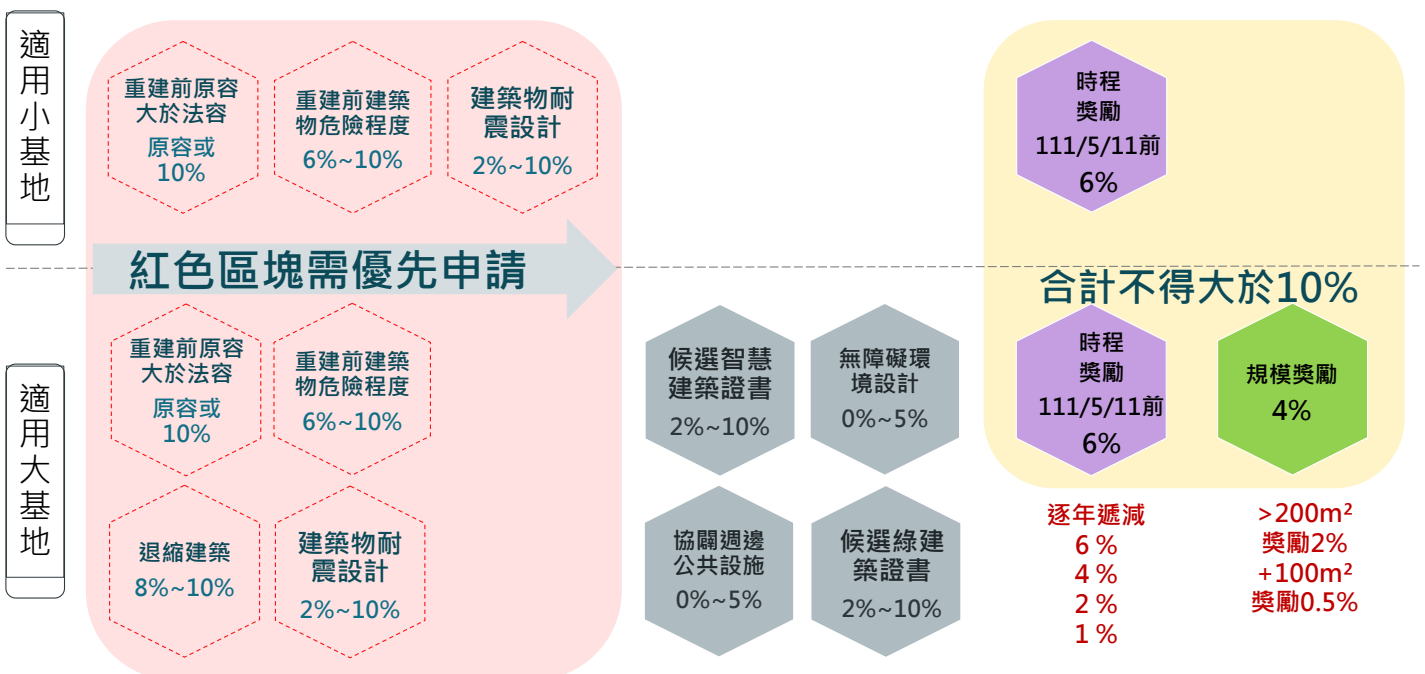 適用小基地
重建前原容
大於法容
原容或
10%
重建前建築
物危險程度
6%~10%
建築物耐
震設計
2%~10%
時程
獎勵
111/5/11前
6%
紅色區塊需優先申請
合計不得大於10%
適用大基地
重建前原容
大於法容
原容或
10%
重建前建築
物危險程度
6%~10%
候選智慧
建築證書
2%~10%
無障礙環
境設計
0%~5%
時程
獎勵
111/5/11前
6%
規模獎勵
4%
退縮建築
8%~10%
建築物耐
震設計
2%~10%
協闢週邊
公共設施
0%~5%
候選綠建
築證書
2%~10%
逐年遞減
6 %
4 %
2 %
1 %
>200m²
獎勵2%
+100m²
獎勵0.5%